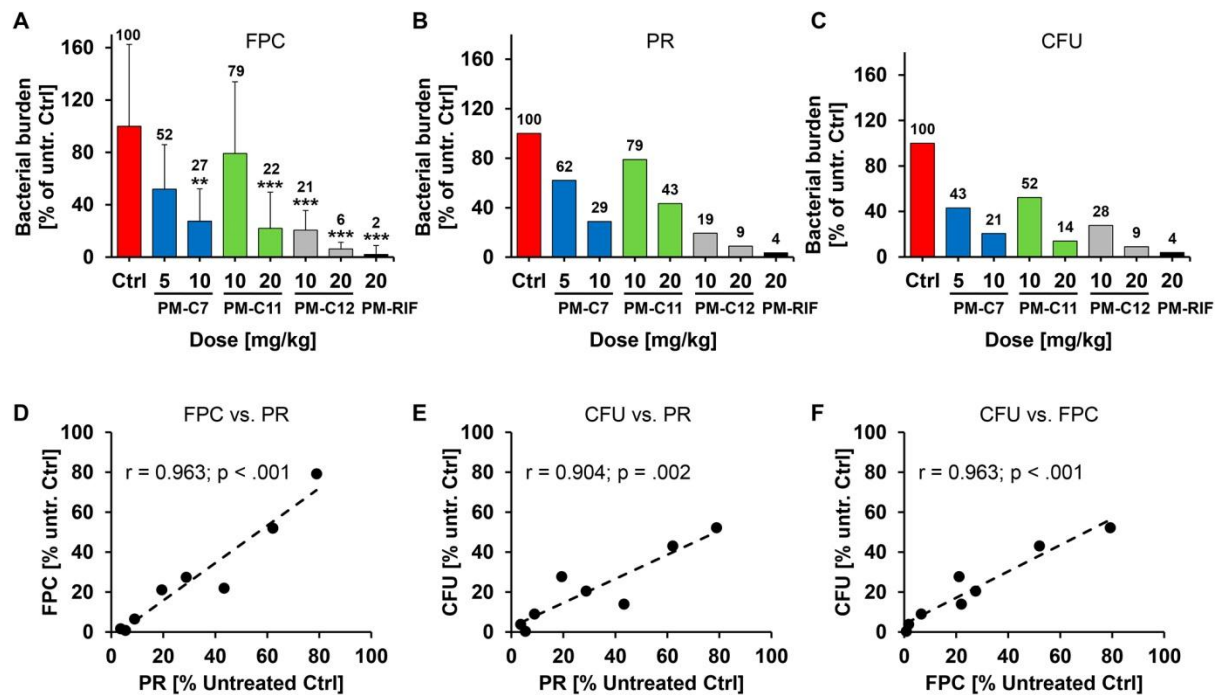 A
FPC
Bacterial burden
[% of untr. Ctrl]
160
120
80
40
0
100
52
27
**
79
22
***
21
***
6
***
2
***
Ctrl 5 10 10 20 10 20 20
PM-C7 PM-C11 PM-C12 PM-RIF
Dose [mg/kg]
B
PR
Bacterial burden
[% of untr. Ctrl]
160
120
80
40
0
100
62
29
79
43
19
9
4
Ctrl 5 10 10 20 10 20 20
PM-C7 PM-C11 PM-C12 PM-RIF
Dose [mg/kg]
C
CFU
Bacterial burden
[% of untr. Ctrl]
160
120
80
40
0
100
43
21
52
14
28
9
4
Ctrl 5 10 10 20 10 20 20
PM-C7 PM-C11 PM-C12 PM-RIF
Dose [mg/kg]
D
FPC vs. PR
r = 0.963; p < .001
FPC [% untr. Ctrl]
100
80
60
40
20
0
0 20 40 60 80 100
PR [% Untreated Ctrl]
E
CFU vs. PR
r = 0.904; p = .002
CFU [% untr. Ctrl]
100
80
60
40
20
0
0 20 40 60 80 100
PR [% Untreated Ctrl]
F
CFU vs. FPC
r = 0.963; p < .001
CFU [% untr. Ctrl]
100
80
60
40
20
0
0 20 40 60 80 100
FPC [% Untreated Ctrl]